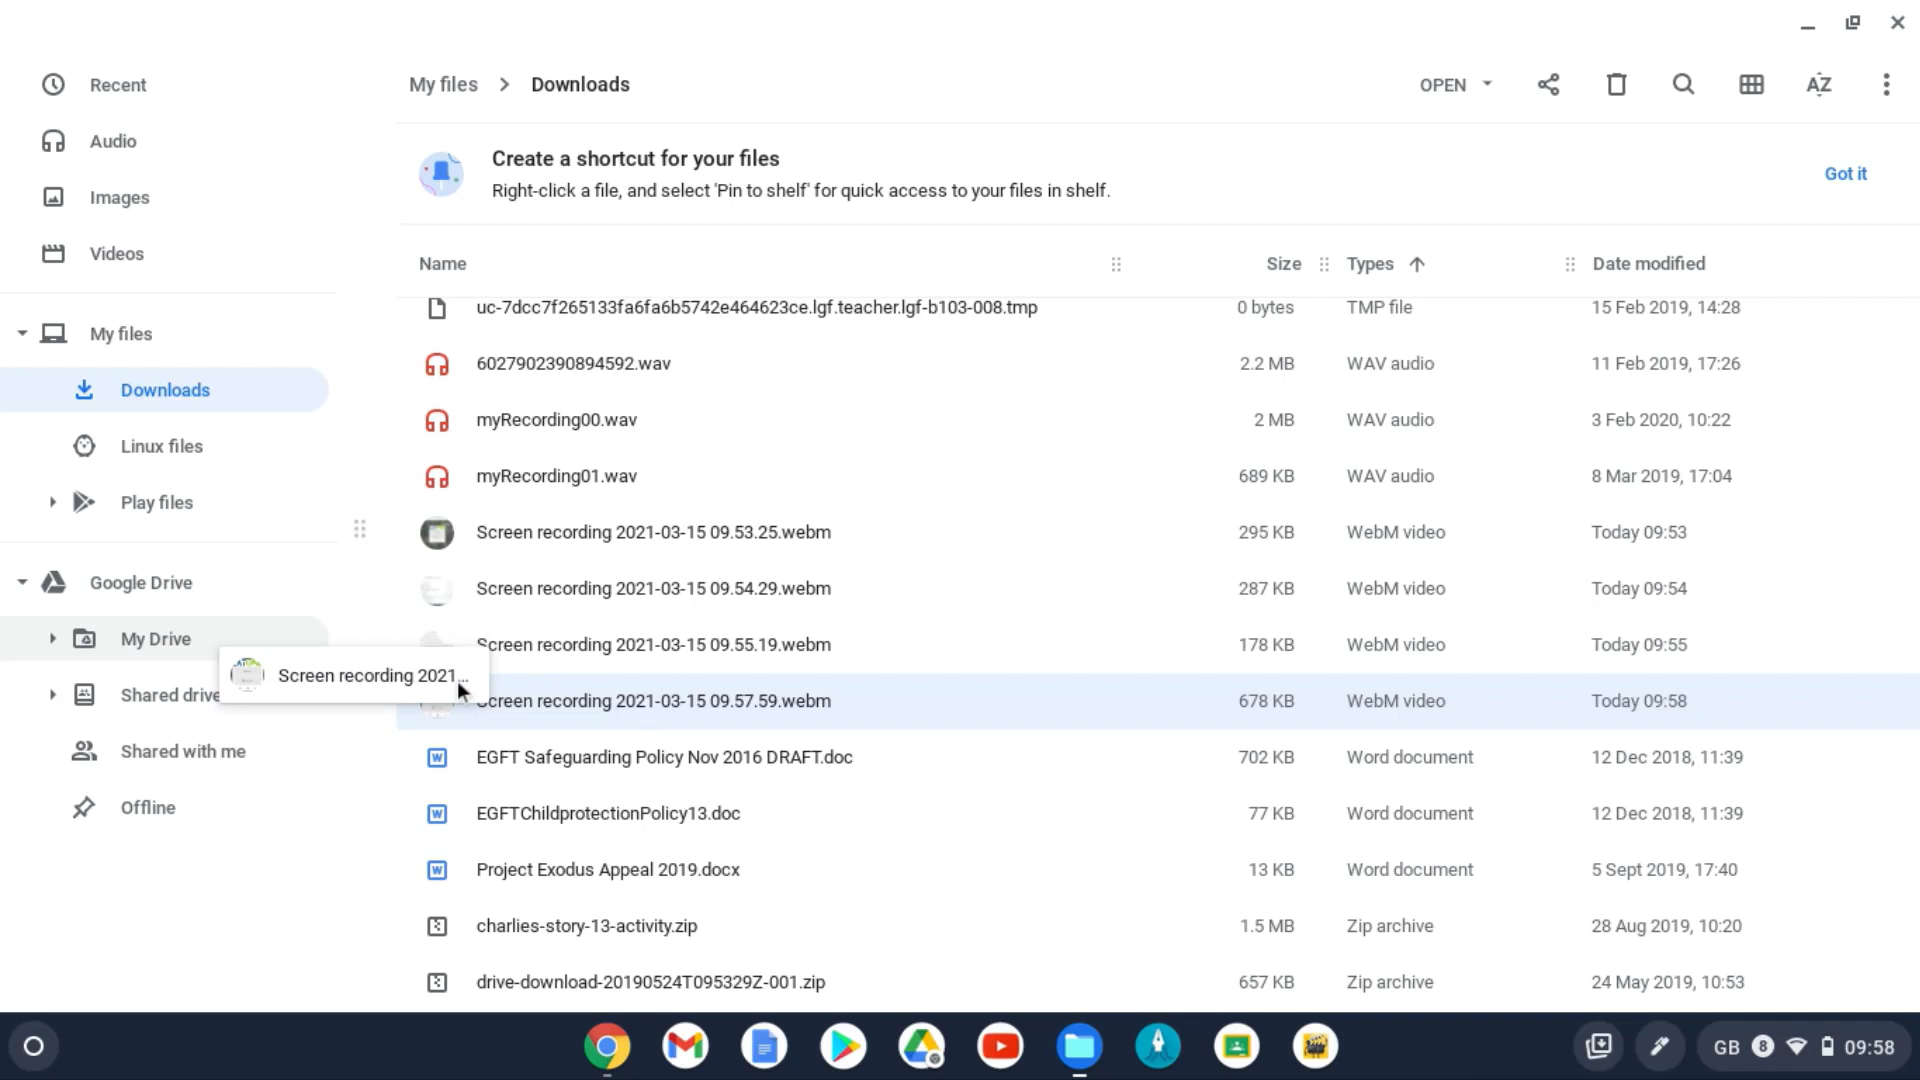 Recent
Audio
Images
Videos
My files
Downloads
Linux files
Play files
Google Drive
My Drive
Shared drive
Shared with me
Offline
Screen recording 2021...
My files > Downloads
OPEN
AZ
Create a shortcut for your files
Right-click a file, and select 'Pin to shelf' for quick access to your files in shelf.
Got it
Name Size Types Date modified
uc-7dcc7f265133fa6fa6b5742e464623ce.lgf.teacher.lgf-b103-008.tmp 0 bytes TMP file 15 Feb 2019, 14:28
6027902390894592.wav 2.2 MB WAV audio 11 Feb 2019, 17:26
myRecording00.wav 2 MB WAV audio 3 Feb 2020, 10:22
myRecording01.wav 689 KB WAV audio 8 Mar 2019, 17:04
Screen recording 2021-03-15 09.53.25.webm 295 KB WebM video Today 09:53
Screen recording 2021-03-15 09.54.29.webm 287 KB WebM video Today 09:54
Screen recording 2021-03-15 09.55.19.webm 178 KB WebM video Today 09:55
Screen recording 2021-03-15 09.57.59.webm 678 KB WebM video Today 09:58
EGFT Safeguarding Policy Nov 2016 DRAFT.doc 702 KB Word document 12 Dec 2018, 11:39
EGFTChildprotectionPolicy13.doc 77 KB Word document 12 Dec 2018, 11:39
Project Exodus Appeal 2019.docx 13 KB Word document 5 Sept 2019, 17:40
charlies-story-13-activity.zip 1.5 MB Zip archive 28 Aug 2019, 10:20
drive-download-20190524T095329Z-001.zip 657 KB Zip archive 24 May 2019, 10:53
GB 8 09:58